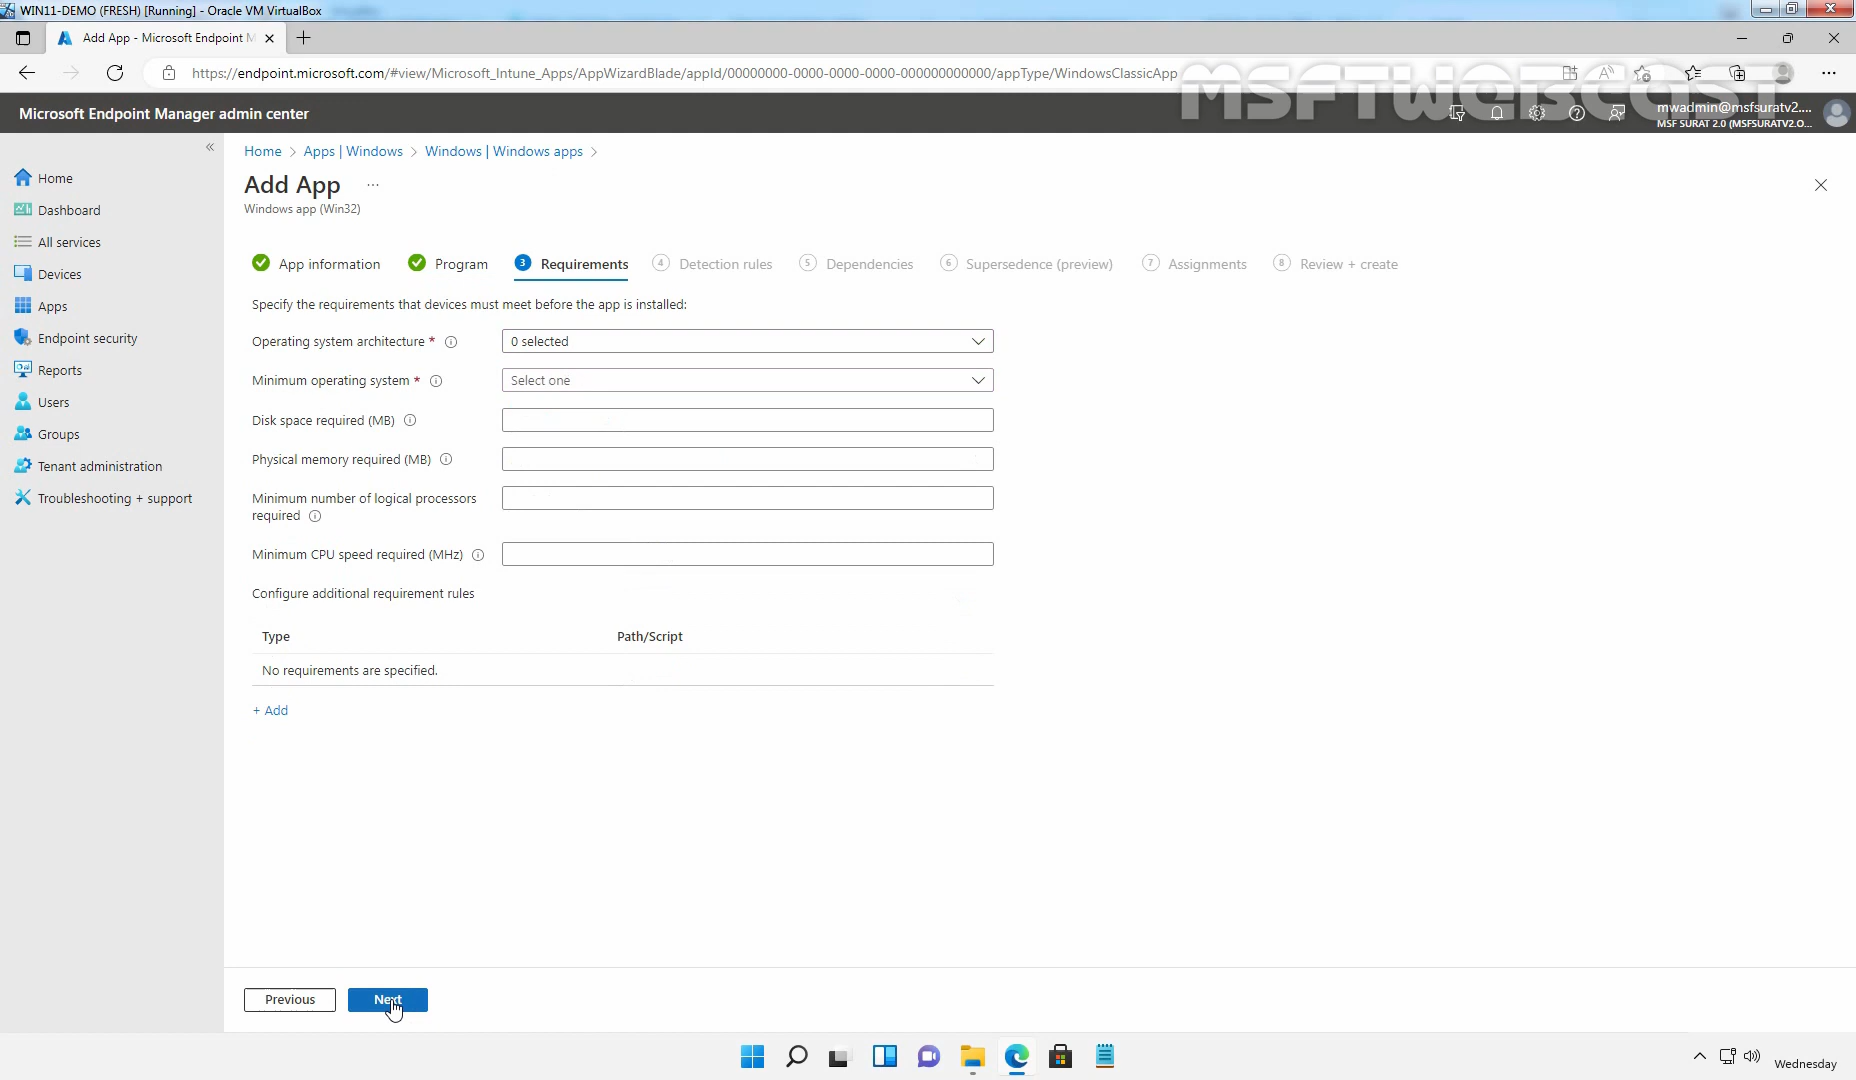 WIN11-DEMO (FRESH) [Running] - Oracle VM VirtualBox
Add App - Microsoft Endpoint M
https://endpoint.microsoft.com/#view/Microsoft_Intune_Apps/AppWizardBlade/appId/00000000-0000-0000-0000-000000000000/appType/WindowsClassicApp
MSFTWEBCAST
Microsoft Endpoint Manager admin center
mwadmin@msfsuratv2....
MSF SURAT 2.0 (MSFSURATV2.O...
Home
Dashboard
All services
Devices
Apps
Endpoint security
Reports
Users
Groups
Tenant administration
Troubleshooting + support
Home > Apps | Windows > Windows | Windows apps >
Add App ...
Windows app (Win32)
App information Program 3 Requirements 4 Detection rules 5 Dependencies 6 Supersedence (preview) 7 Assignments 8 Review + create
Specify the requirements that devices must meet before the app is installed:
Operating system architecture * 0 selected
Minimum operating system * Select one
Disk space required (MB)
Physical memory required (MB)
Minimum number of logical processors
required
Minimum CPU speed required (MHz)
Configure additional requirement rules
Type Path/Script
No requirements are specified.
+ Add
Previous Next
Wednesday